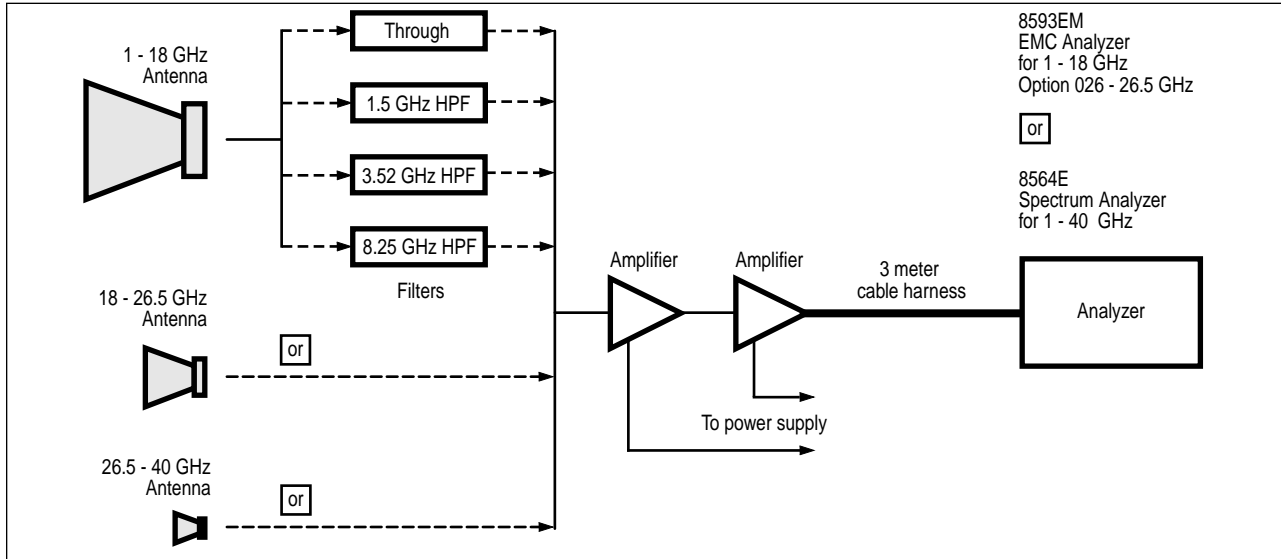 1 - 18 GHz
Antenna
Through
1.5 GHz HPF
3.52 GHz HPF
8.25 GHz HPF
Filters
18 - 26.5 GHz
Antenna
or
26.5 - 40 GHz
Antenna
or
Amplifier
Amplifier
To power supply
3 meter
cable harness
8593EM
EMC Analyzer
for 1 - 18 GHz
Option 026 - 26.5 GHz
or
8564E
Spectrum Analyzer
for 1 - 40 GHz
Analyzer